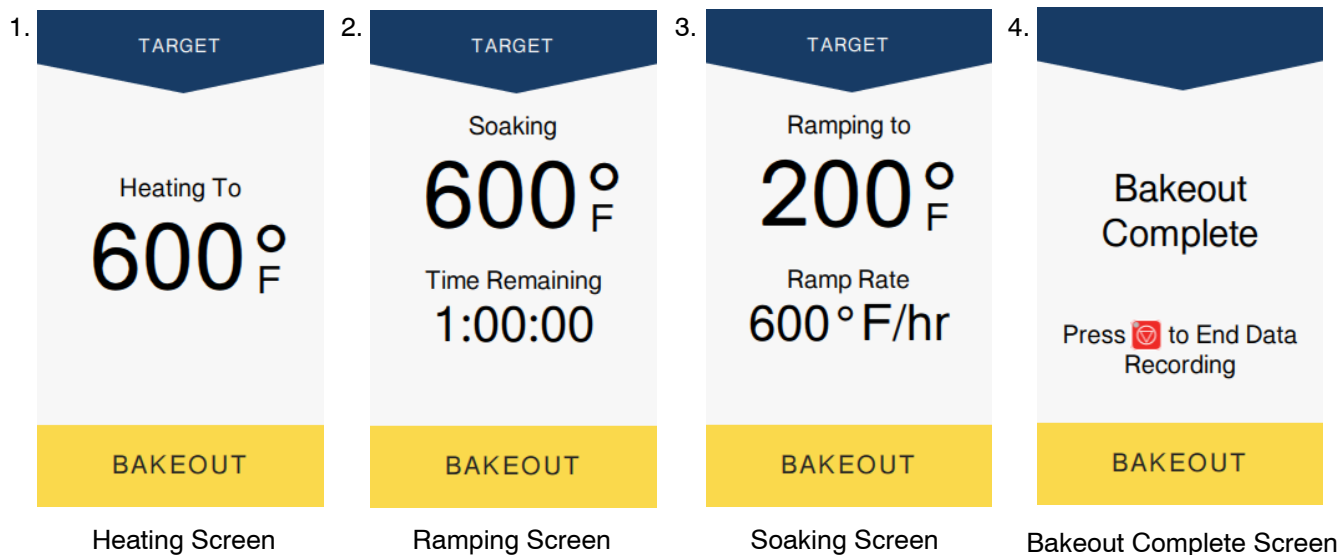 1.
TARGET
Heating To
600°F
BAKEOUT
Heating Screen
2.
TARGET
Soaking
600°F
Time Remaining
1:00:00
BAKEOUT
Ramping Screen
3.
TARGET
Ramping to
200°F
Ramp Rate
600°F/hr
BAKEOUT
Soaking Screen
4.
Bakeout
Complete
Press to End Data
Recording
BAKEOUT
Bakeout Complete Screen